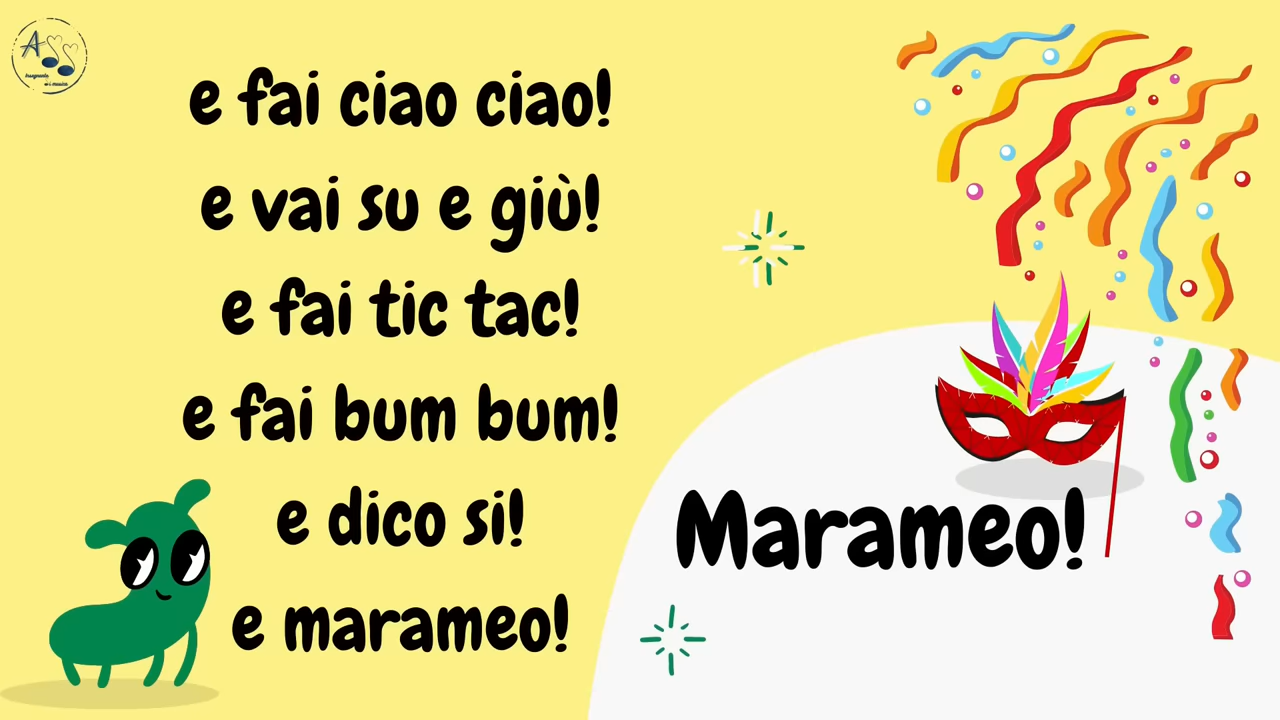 e fai ciao ciao!
e vai su e giù!
e fai tic tac!
e fai bum bum!
e dico si!
e marameo!
Marameo!